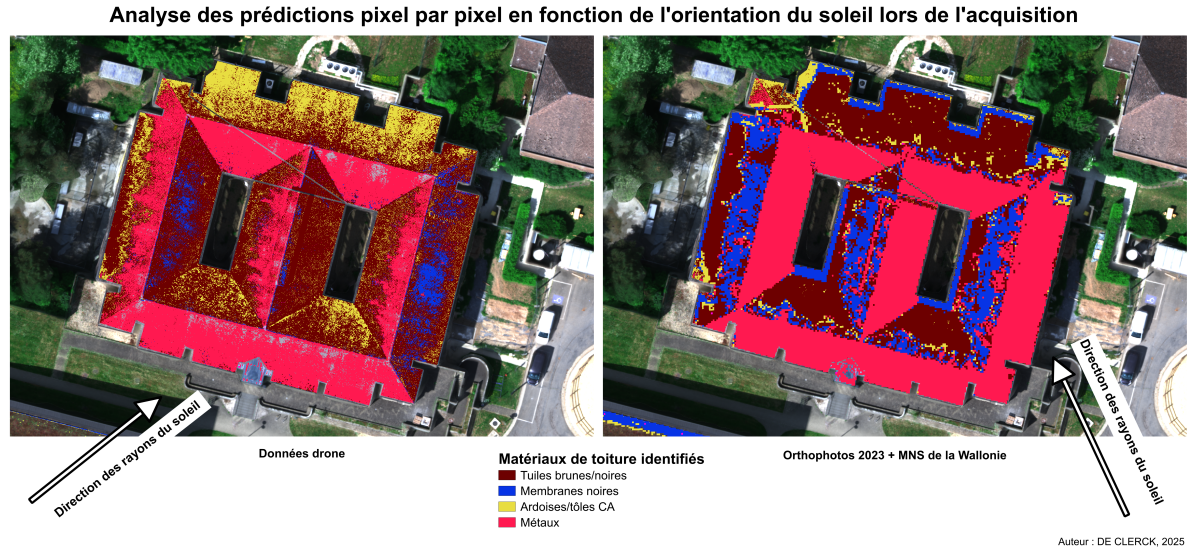 Analyse des prédictions pixel par pixel en fonction de l'orientation du soleil lors de l'acquisition
Direction des rayons du soleil
Données drone
Direction des rayons du soleil
Orthophotos 2023 + MNS de la Wallonie
Matériaux de toiture identifiés
Tuiles brunes/noires
Membranes noires
Ardoises/tôles CA
Métaux
Auteur : DE CLERCK, 2025